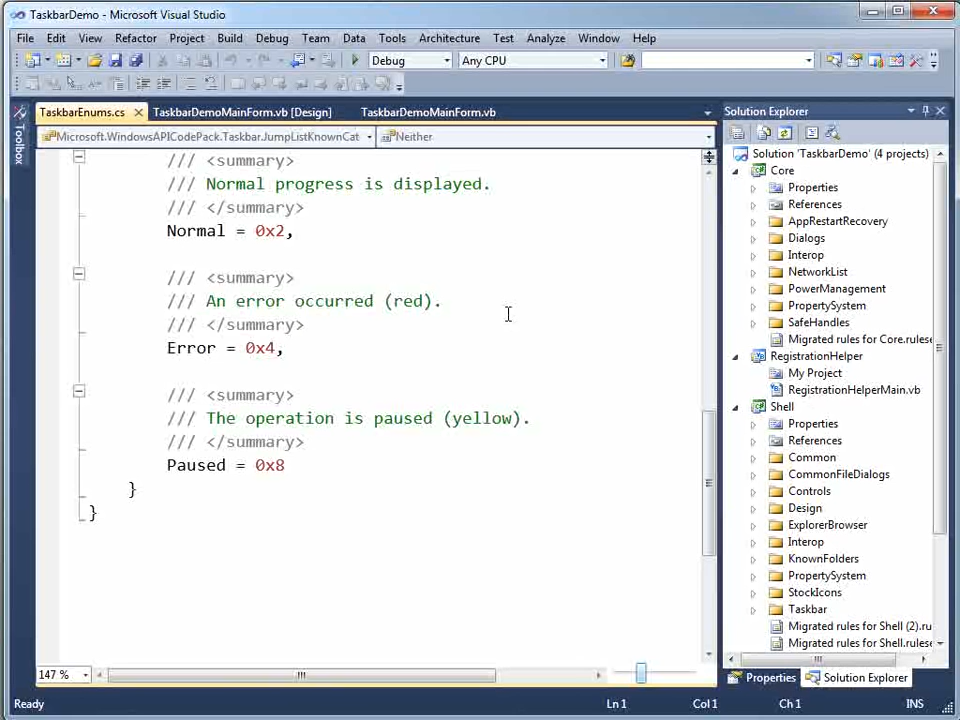 TaskbarDemo - Microsoft Visual Studio
File Edit View Refactor Project Build Debug Team Data Tools Architecture Test Analyze Window Help
Debug Any CPU
TaskbarEnums.cs TaskbarDemoMainForm.vb [Design] TaskbarDemoMainForm.vb
Microsoft.WindowsAPICodePack.Taskbar.JumpListKnownCat Neither
Toolbox
/// <summary>
/// Normal progress is displayed.
/// </summary>
Normal = 0x2,
/// <summary>
/// An error occurred (red).
/// </summary>
Error = 0x4,
/// <summary>
/// The operation is paused (yellow).
/// </summary>
Paused = 0x8
}
}
147 %
Solution Explorer
Solution 'TaskbarDemo' (4 projects)
Core
Properties
References
AppRestartRecovery
Dialogs
Interop
NetworkList
PowerManagement
PropertySystem
SafeHandles
Migrated rules for Core.rulese
RegistrationHelper
My Project
RegistrationHelperMain.vb
Shell
Properties
References
Common
CommonFileDialogs
Controls
Design
ExplorerBrowser
Interop
KnownFolders
PropertySystem
StockIcons
Taskbar
Migrated rules for Shell (2).ru
Migrated rules for Shell.rulese
Properties Solution Explorer
Ready Ln 1 Col 1 Ch 1 INS